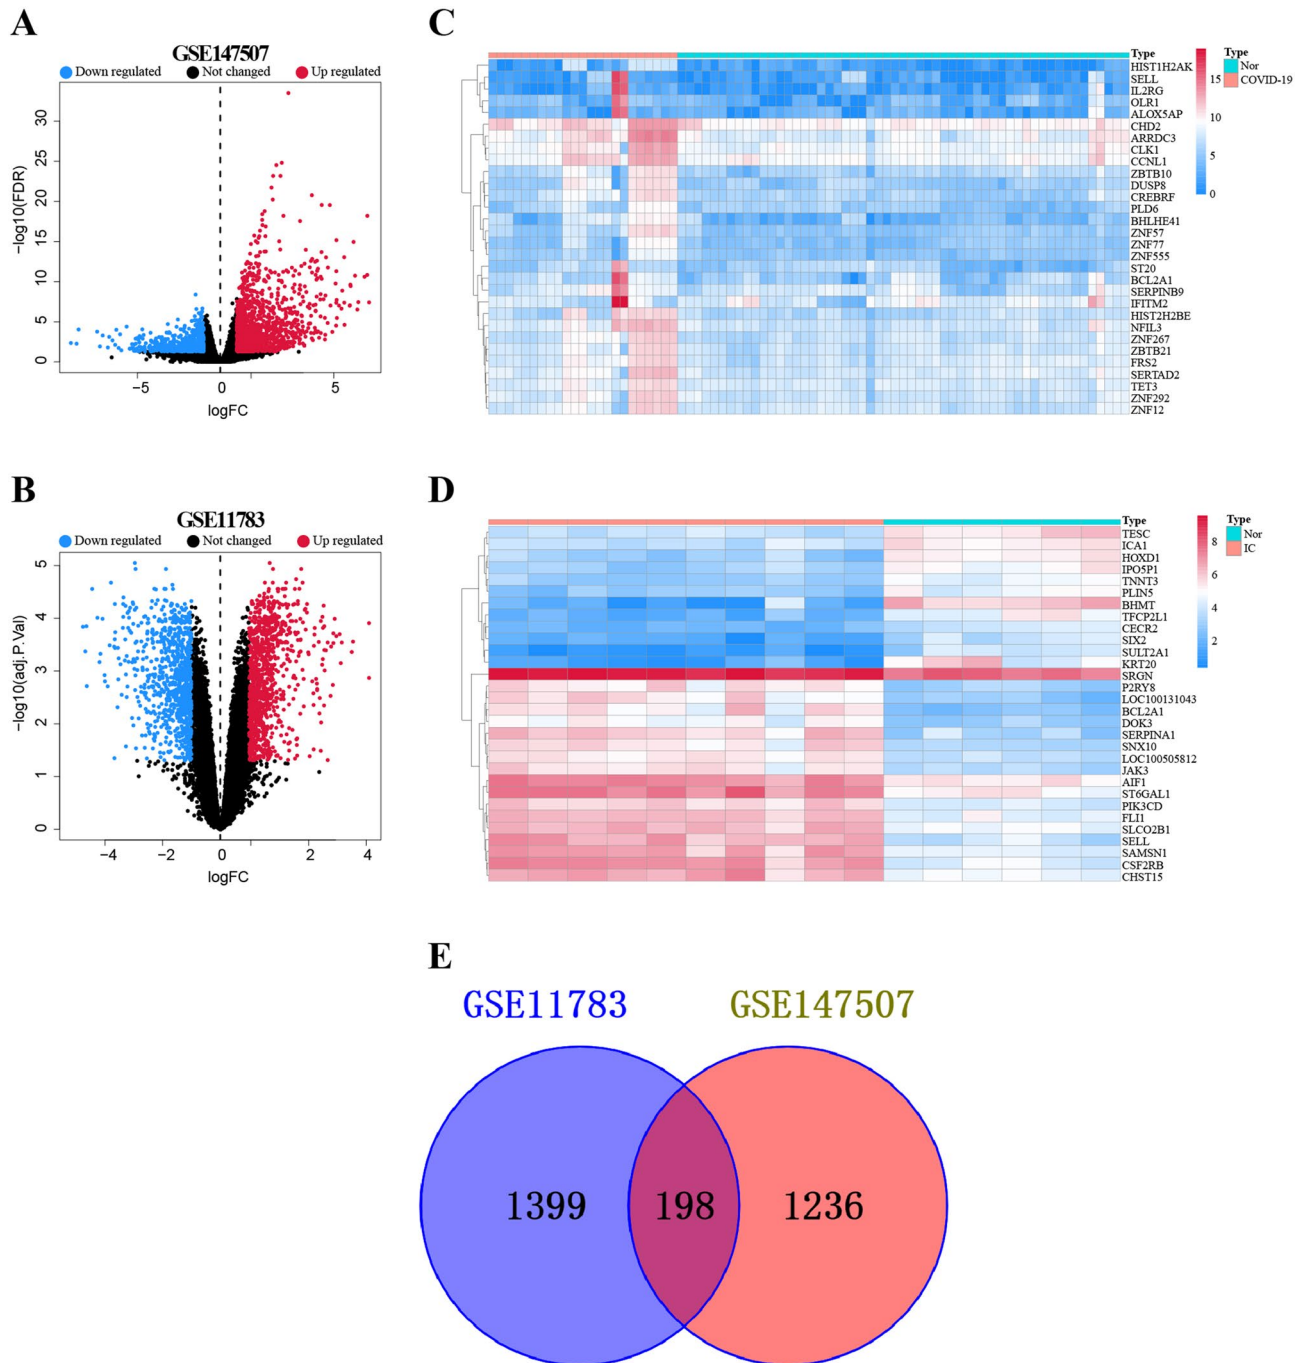 A
GSE147507
Down regulated Not changed Up regulated
−log10(FDR)
30
25
20
15
10
5
0
−5 0 5
logFC
B
GSE11783
Down regulated Not changed Up regulated
−log10(adj.P.Val)
5
4
3
2
1
0
−4 −2 0 2 4
logFC
C
Type
HIST1H2AK
SELL
IL2RG
OLR1
ALOX5AP
CHD2
ARRDC3
CLK1
CCNL1
ZBTB10
DUSP8
CREBRF
PLD6
BHLHE41
ZNF57
ZNF77
ZNF555
ST20
BCL2A1
SERPINB9
IFITM2
HIST2H2BE
NFIL3
ZNF267
ZBTB21
FRS2
SERTAD2
TET3
ZNF292
ZNF12
15
10
5
0
Type
Nor
COVID-19
D
Type
TESC
ICA1
HOXD1
IPO5P1
TNNT3
PLIN5
BHMT
TFCP2L1
CECR2
SIX2
SULT2A1
KRT20
SRGN
P2RY8
LOC100131043
BCL2A1
DOK3
SERPINA1
SNX10
LOC100505812
JAK3
AIF1
ST6GAL1
PIK3CD
FLI1
SLCO2B1
SELL
SAMSN1
CSF2RB
CHST15
8
6
4
2
Type
Nor
IC
E
GSE11783 GSE147507
1399 198 1236